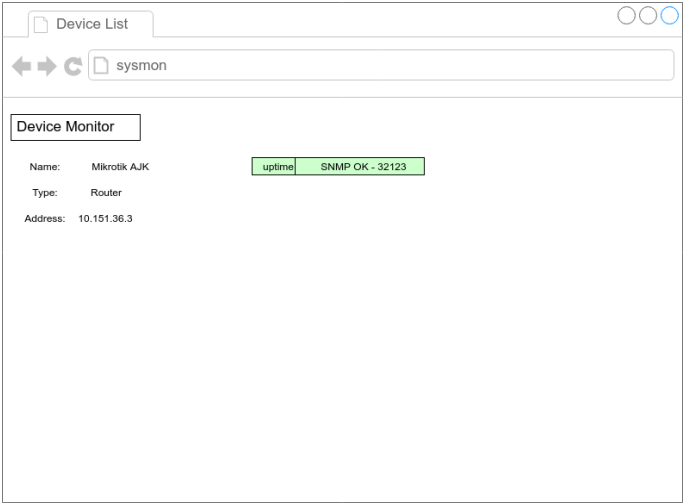 Device List
sysmon
Device Monitor
Name: Mikrotik AJK
uptime SNMP OK - 32123
Type: Router
Address: 10.151.36.3